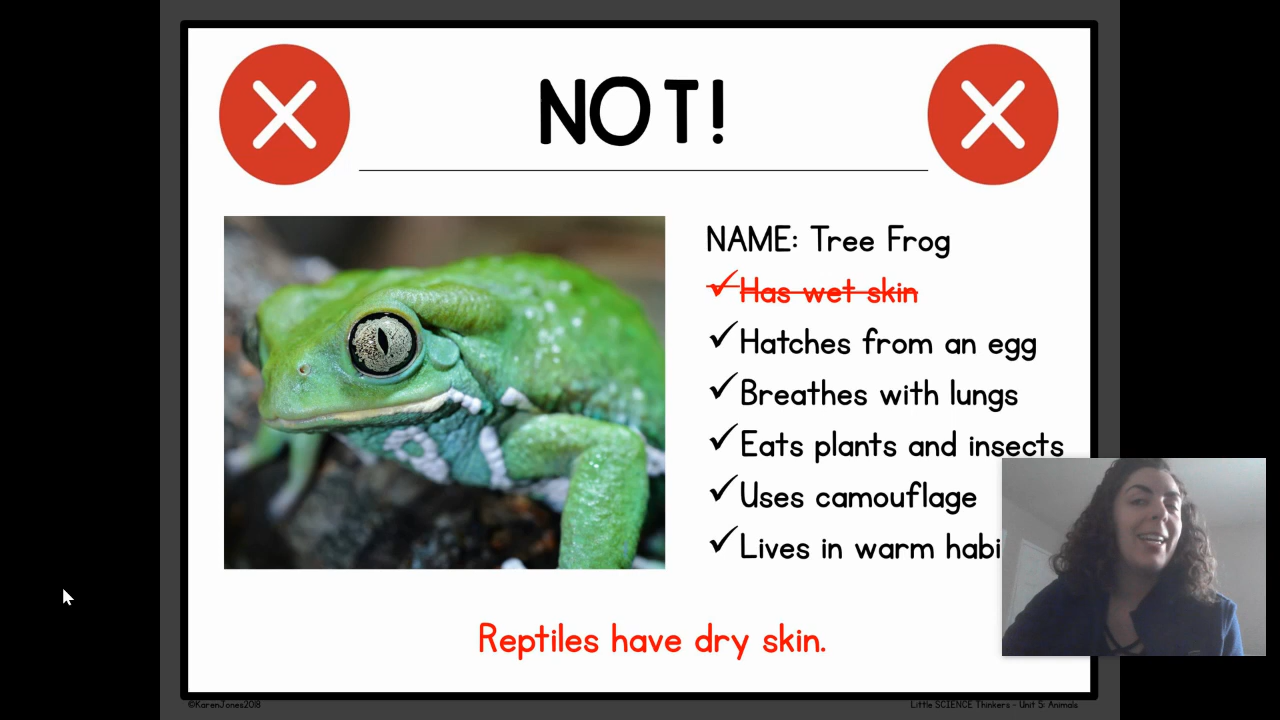 NOT!
NAME: Tree Frog
✓Has wet skin
✓Hatches from an egg
✓Breathes with lungs
✓Eats plants and insects
✓Uses camouflage
✓Lives in warm habi
Reptiles have dry skin.
©KarenJones2018
Little SCIENCE Thinkers - Unit 5: Animals